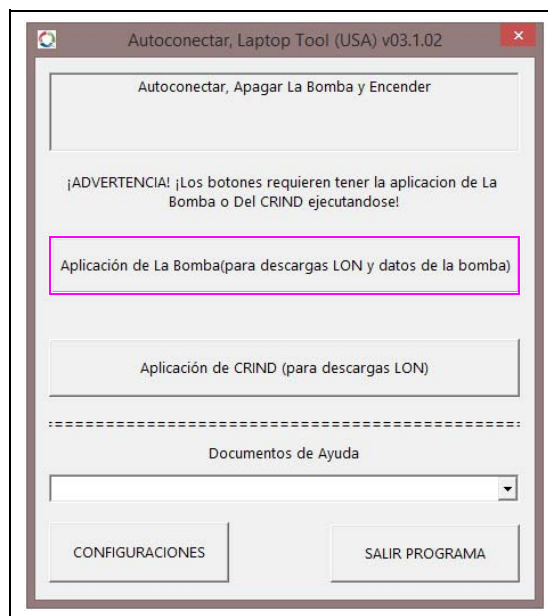 Autoconectar, Laptop Tool (USA) v03.1.02
Autoconectar, Apagar La Bomba y Encender
¡ADVERTENCIA! ¡Los botones requieren tener la aplicacion de La
Bomba o Del CRIND ejecutandose!
Aplicación de La Bomba(para descargas LON y datos de la bomba)
Aplicación de CRIND (para descargas LON)
Documentos de Ayuda
CONFIGURACIONES
SALIR PROGRAMA